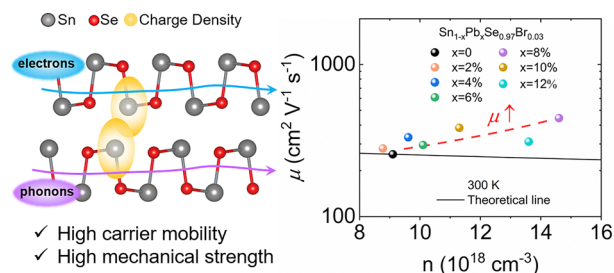 Sn Se Charge Density
electrons
phonons
✓ High carrier mobility
✓ High mechanical strength
Sn₁₋ₓPbₓSe₀.₉₇Br₀.₀₃
x=0 x=8%
x=2% x=10%
x=4% x=12%
x=6%
μ ↑
300 K
Theoretical line
1000
100
μ (cm² V⁻¹ s⁻¹)
8 10 12 14 16
n (10¹⁸ cm⁻³)